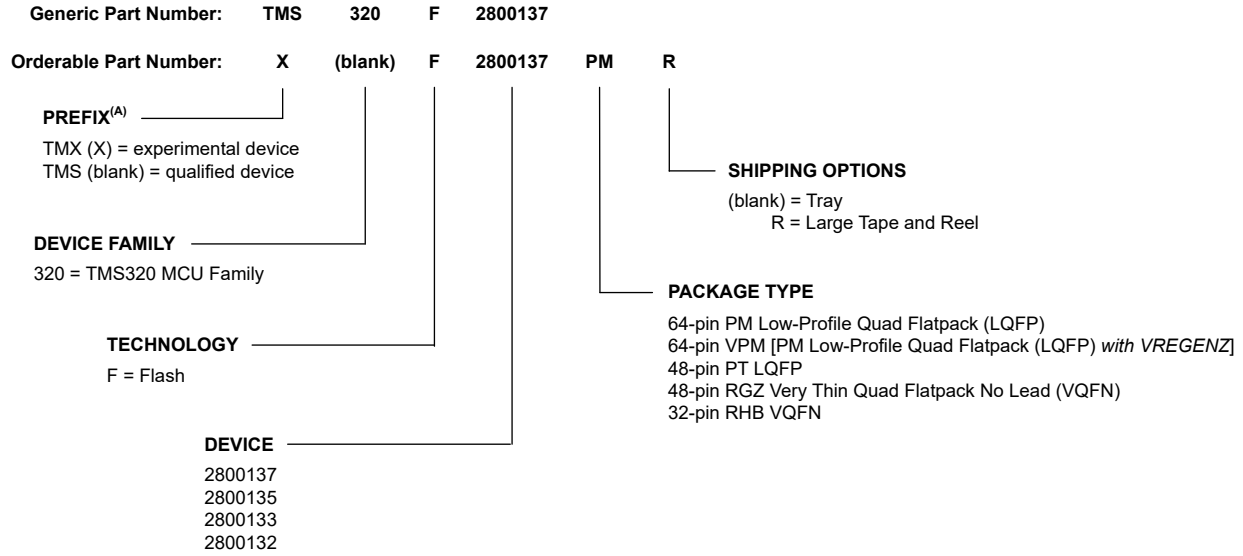 Generic Part Number: TMS 320 F 2800137
Orderable Part Number: X (blank) F 2800137 PM R
PREFIX(A)
TMX (X) = experimental device
TMS (blank) = qualified device
SHIPPING OPTIONS
(blank) = Tray
R = Large Tape and Reel
DEVICE FAMILY
320 = TMS320 MCU Family
PACKAGE TYPE
64-pin PM Low-Profile Quad Flatpack (LQFP)
64-pin VPM [PM Low-Profile Quad Flatpack (LQFP) with VREGENZ]
48-pin PT LQFP
48-pin RGZ Very Thin Quad Flatpack No Lead (VQFN)
32-pin RHB VQFN
TECHNOLOGY
F = Flash
DEVICE
2800137
2800135
2800133
2800132